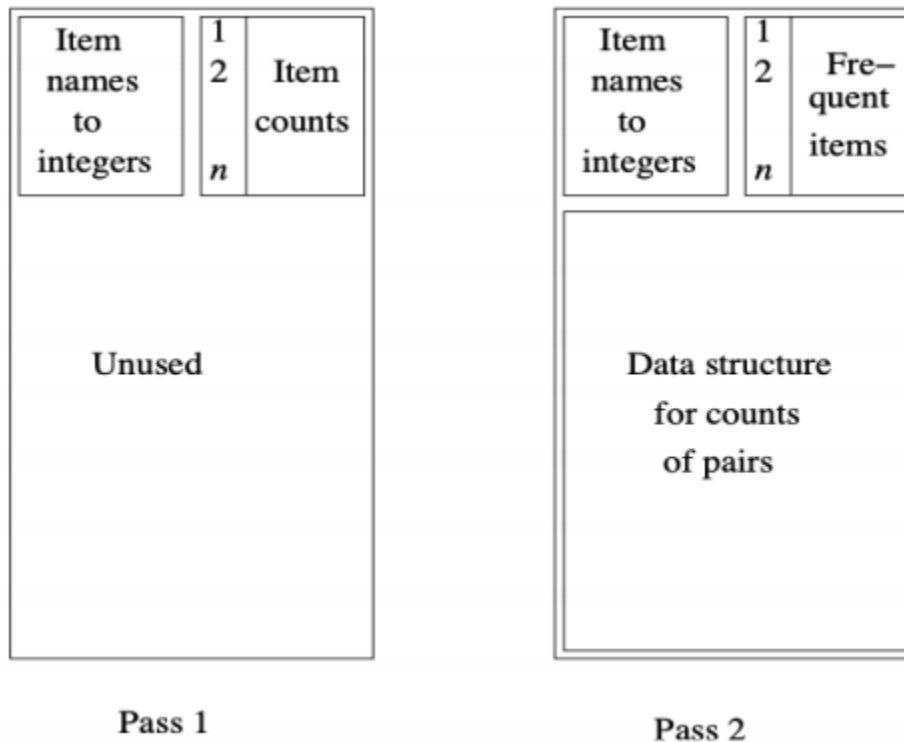 Item
names
to
integers
1
2
n
Item
counts
Unused
Pass 1
Item
names
to
integers
1
2
n
Fre–
quent
items
Data structure
for counts
of pairs
Pass 2